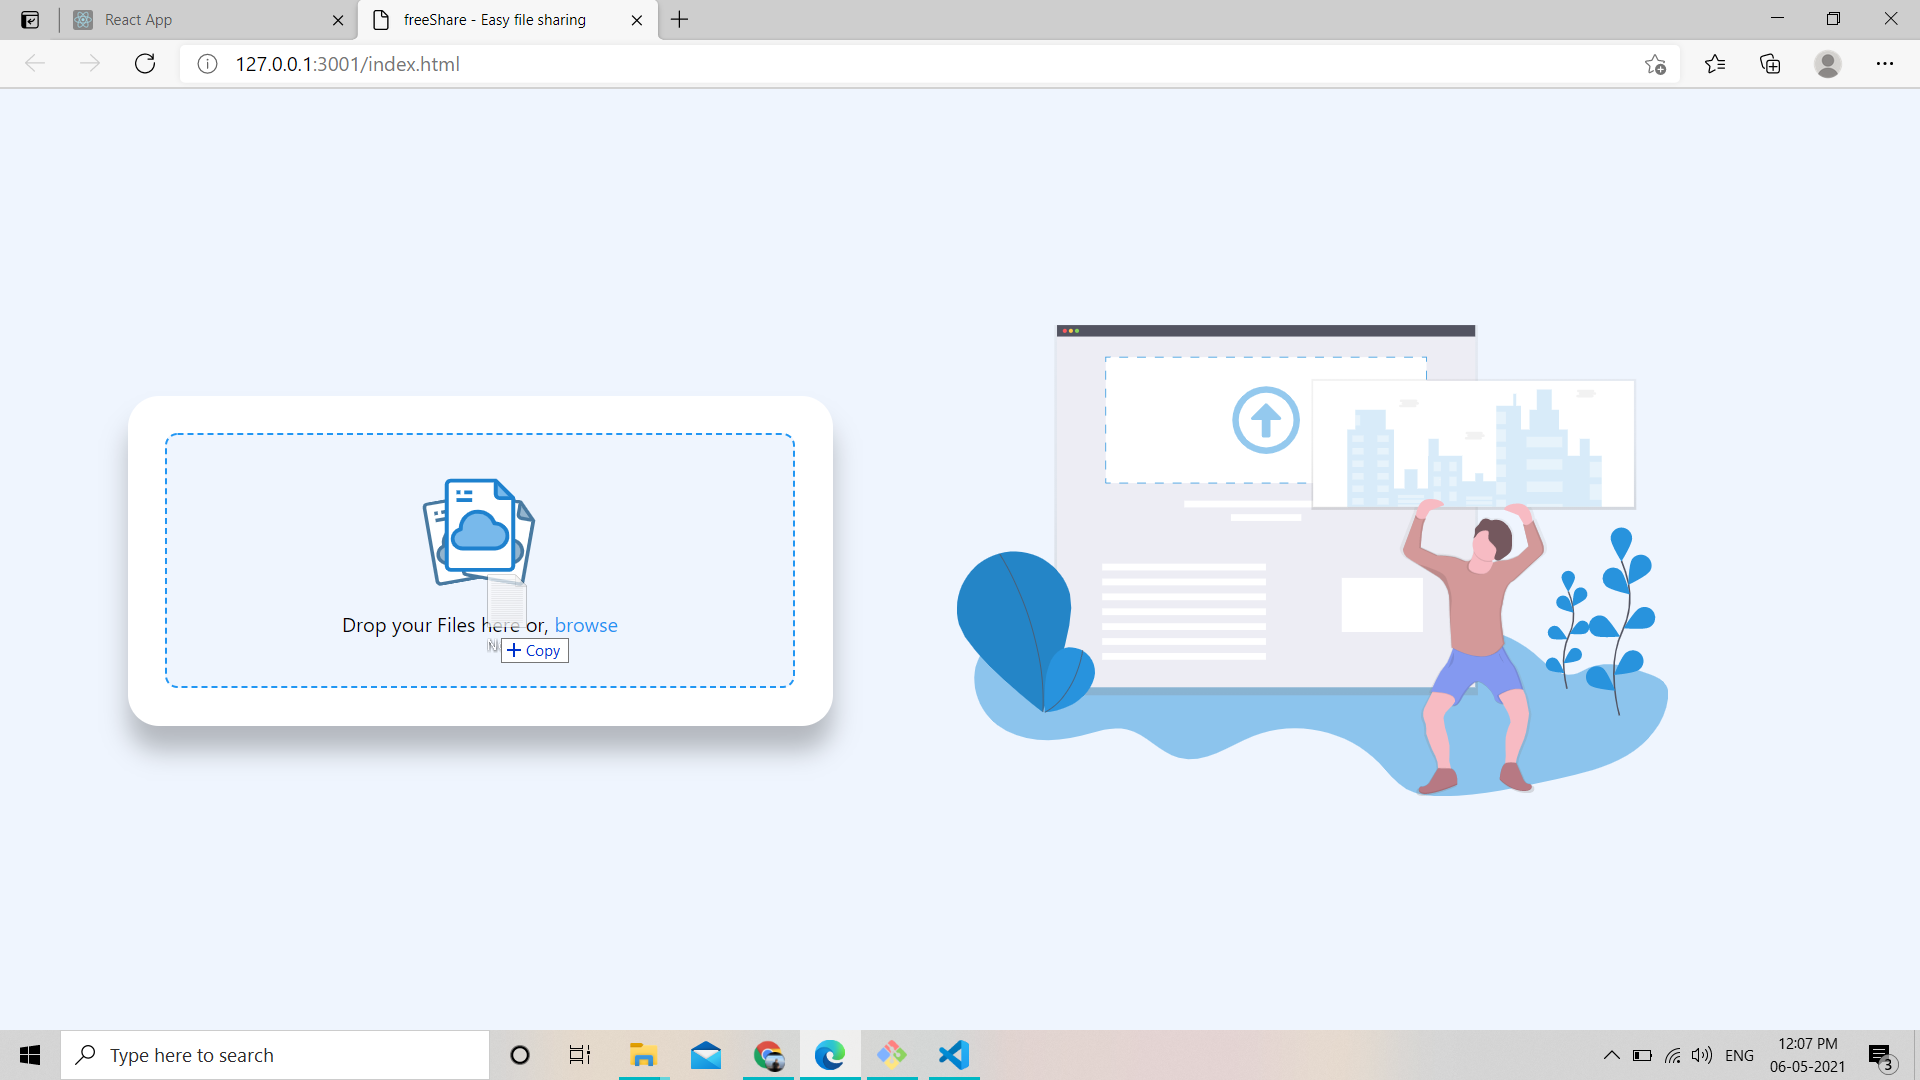 React App
freeShare - Easy file sharing
127.0.0.1:3001/index.html
Drop your Files here or, browse
+ Copy
Type here to search
ENG
12:07 PM
06-05-2021
3